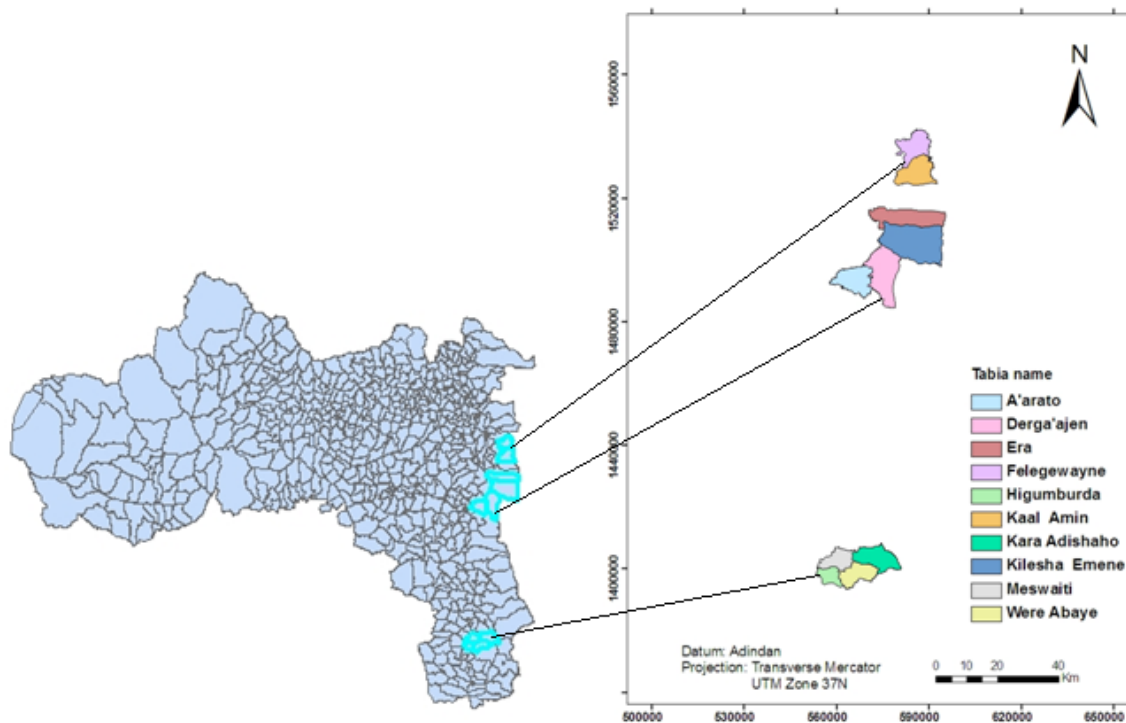 N
1560000
1520000
1480000
1440000
1400000
Tabia name
A'arato
Derga'ajen
Era
Felegewayne
Higumburda
Kaal Amin
Kara Adishaho
Kilesha Emene
Meswaiti
Were Abaye
Datum: Adindan
Projection: Transverse Mercator
UTM Zone 37N
0 10 20 40
Km
500000 530000 560000 590000 620000